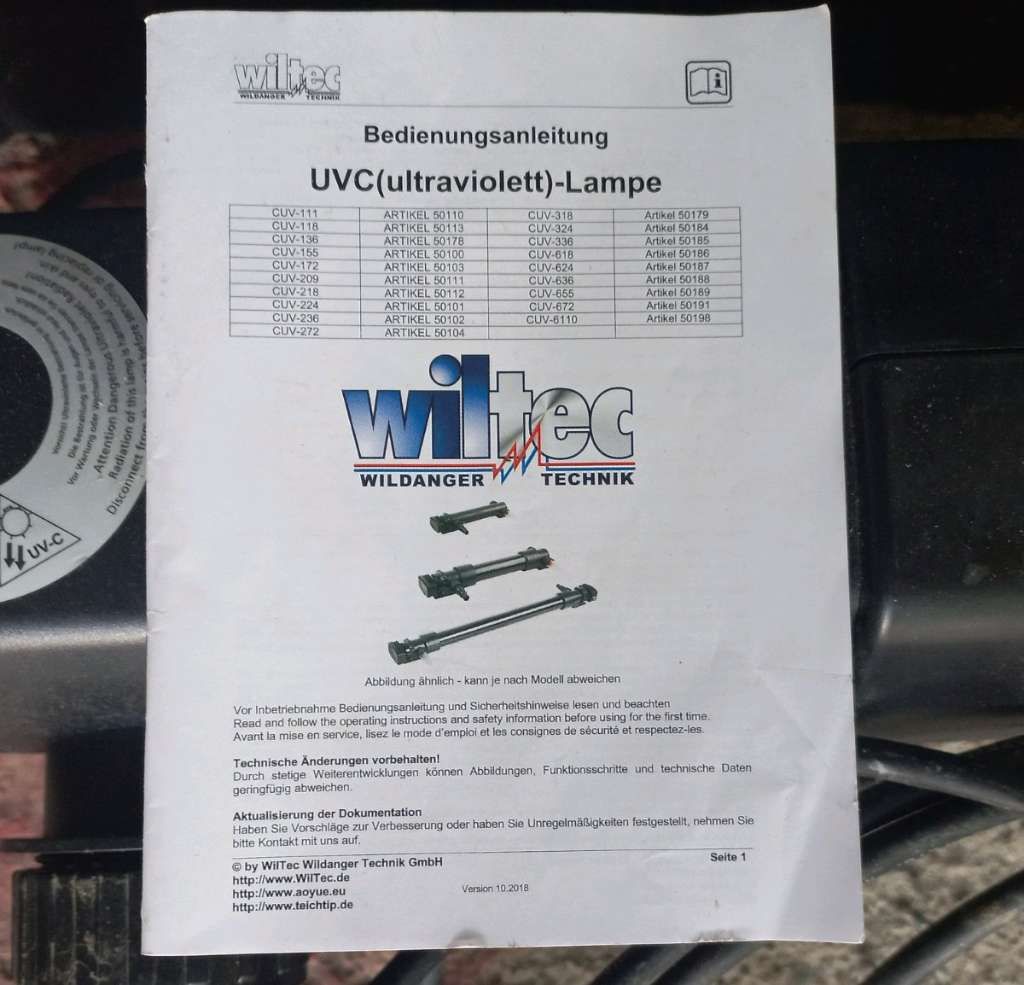 wiltec
WILDANGER TECHNIK
Bedienungsanleitung
UVC(ultraviolett)-Lampe
CUV-111 ARTIKEL 50110 CUV-318 Artikel 50179
CUV-118 ARTIKEL 50113 CUV-324 Artikel 50184
CUV-136 ARTIKEL 50178 CUV-336 Artikel 50185
CUV-155 ARTIKEL 50100 CUV-618 Artikel 50186
CUV-172 ARTIKEL 50103 CUV-624 Artikel 50187
CUV-209 ARTIKEL 50111 CUV-636 Artikel 50188
CUV-218 ARTIKEL 50112 CUV-655 Artikel 50189
CUV-224 ARTIKEL 50101 CUV-672 Artikel 50191
CUV-236 ARTIKEL 50102 CUV-6110 Artikel 50198
CUV-272 ARTIKEL 50104
wiltec
WILDANGER TECHNIK
Abbildung ähnlich - kann je nach Modell abweichen
Vor Inbetriebnahme Bedienungsanleitung und Sicherheitshinweise lesen und beachten
Read and follow the operating instructions and safety information before using for the first time.
Avant la mise en service, lisez le mode d'emploi et les consignes de sécurité et respectez-les.
Technische Änderungen vorbehalten!
Durch stetige Weiterentwicklungen können Abbildungen, Funktionsschritte und technische Daten
geringfügig abweichen.
Aktualisierung der Dokumentation
Haben Sie Vorschläge zur Verbesserung oder haben Sie Unregelmäßigkeiten festgestellt, nehmen Sie
bitte Kontakt mit uns auf.
© by WilTec Wildanger Technik GmbH Seite 1
http://www.WilTec.de
http://www.aoyue.eu Version 10.2018
http://www.teichtip.de
Attention Dangerous
Radiation of this lamp is
Disconnect from
UV-C